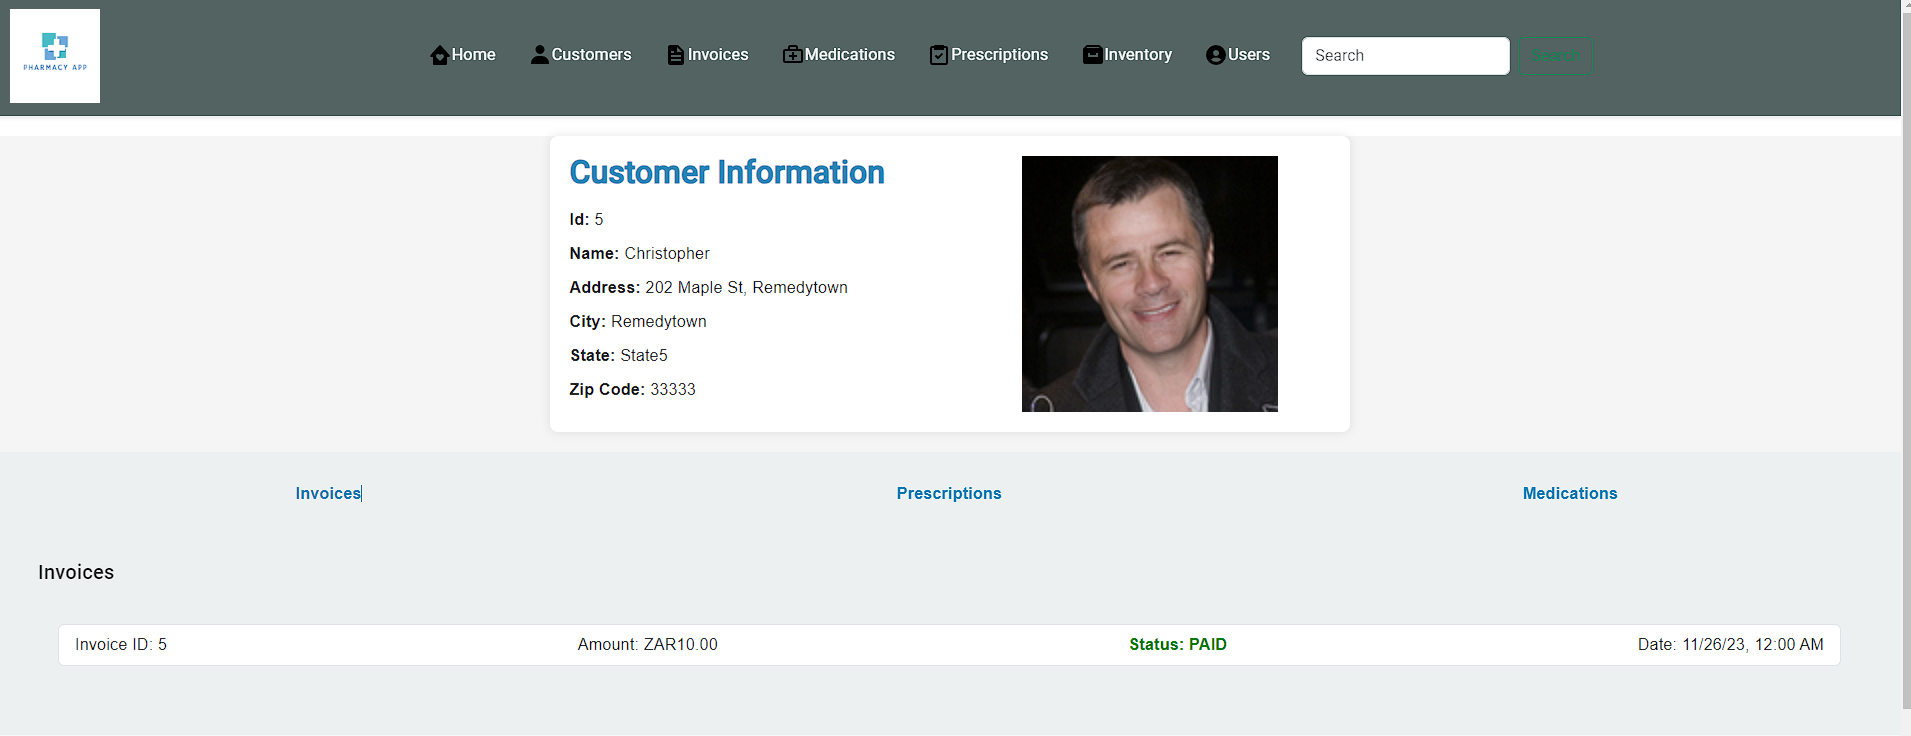 PHARMACY APP
Home Customers Invoices Medications Prescriptions Inventory Users Search Search
Customer Information
Id: 5
Name: Christopher
Address: 202 Maple St, Remedytown
City: Remedytown
State: State5
Zip Code: 33333
Invoices Prescriptions Medications
Invoices
Invoice ID: 5 Amount: ZAR10.00 Status: PAID Date: 11/26/23, 12:00 AM